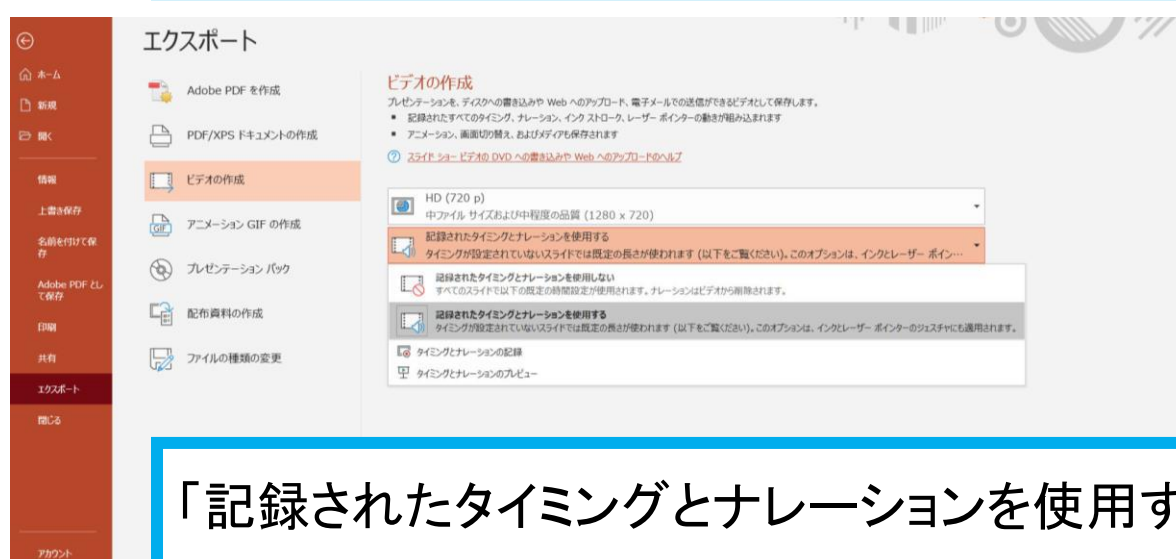 エクスポート
ホーム
新規
開く
情報
上書き保存
名前を付けて保
存
Adobe PDF とし
て保存
印刷
共有
エクスポート
閉じる
アカウント
Adobe PDF を作成
PDF/XPS ドキュメントの作成
ビデオの作成
アニメーション GIF の作成
プレゼンテーション パック
配布資料の作成
ファイルの種類の変更
ビデオの作成
プレゼンテーションを、ディスクへの書き込みや Web へのアップロード、電子メールでの送信ができるビデオとして保存します。
• 記録されたすべてのタイミング、ナレーション、インク ストローク、レーザー ポインターの動きが組み込まれます
• アニメーション、画面切り替え、およびメディアも保存されます
スライド ショー ビデオの DVD への書き込みや Web へのアップロードのヘルプ
HD (720 p)
中ファイル サイズおよび中程度の品質 (1280 x 720)
記録されたタイミングとナレーションを使用する
タイミングが設定されていないスライドでは既定の長さが使われます (以下をご覧ください)。このオプションは、インクとレーザー ポイン…
記録されたタイミングとナレーションを使用しない
すべてのスライドで以下の既定の時間設定が使用されます。ナレーションはビデオから削除されます。
記録されたタイミングとナレーションを使用する
タイミングが設定されていないスライドでは既定の長さが使われます (以下をご覧ください)。このオプションは、インクとレーザー ポインターのジェスチャにも適用されます。
タイミングとナレーションの記録
タイミングとナレーションのプレビュー
「記録されたタイミングとナレーションを使用す